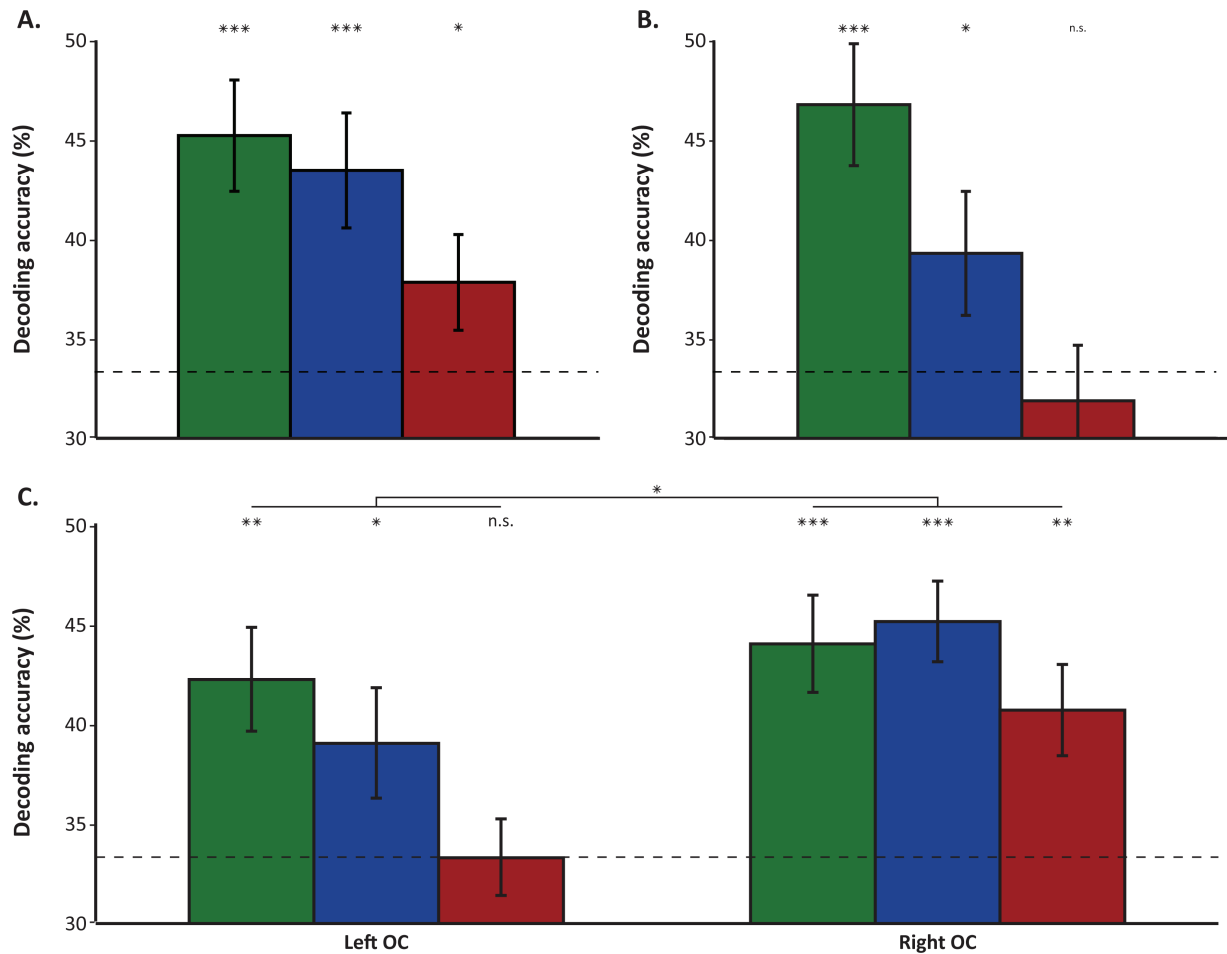 A.
*** *** *
50
45
40
35
30
Decoding accuracy (%)
B.
*** * n.s.
50
45
40
35
30
Decoding accuracy (%)
C.
*
** * n.s. *** *** **
50
45
40
35
30
Decoding accuracy (%)
Left OC Right OC